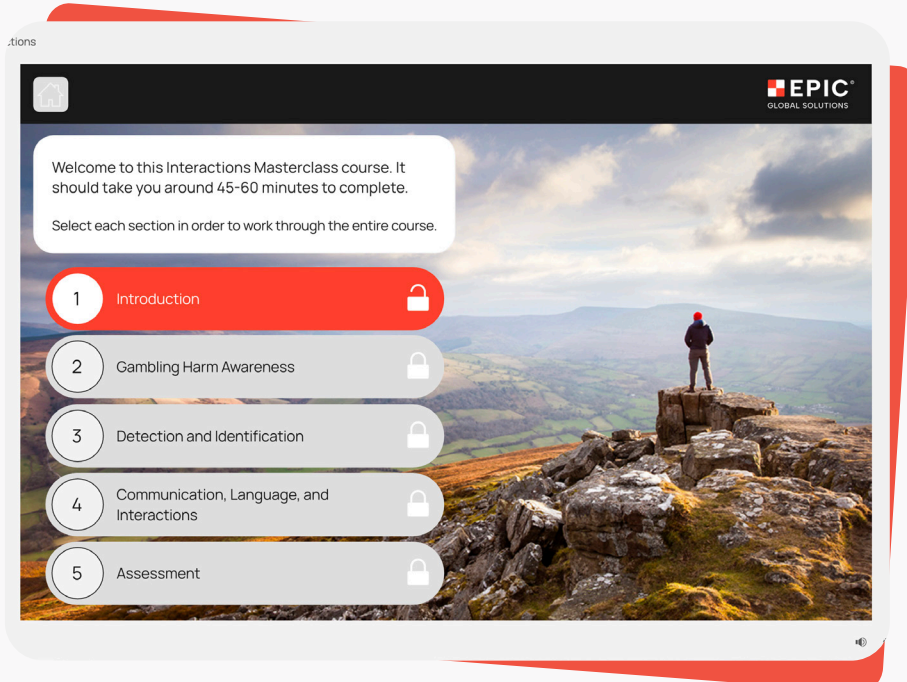 EPIC
GLOBAL SOLUTIONS
Welcome to this Interactions Masterclass course. It
should take you around 45-60 minutes to complete.
Select each section in order to work through the entire course.
1 Introduction
2 Gambling Harm Awareness
3 Detection and Identification
4 Communication, Language, and
Interactions
5 Assessment